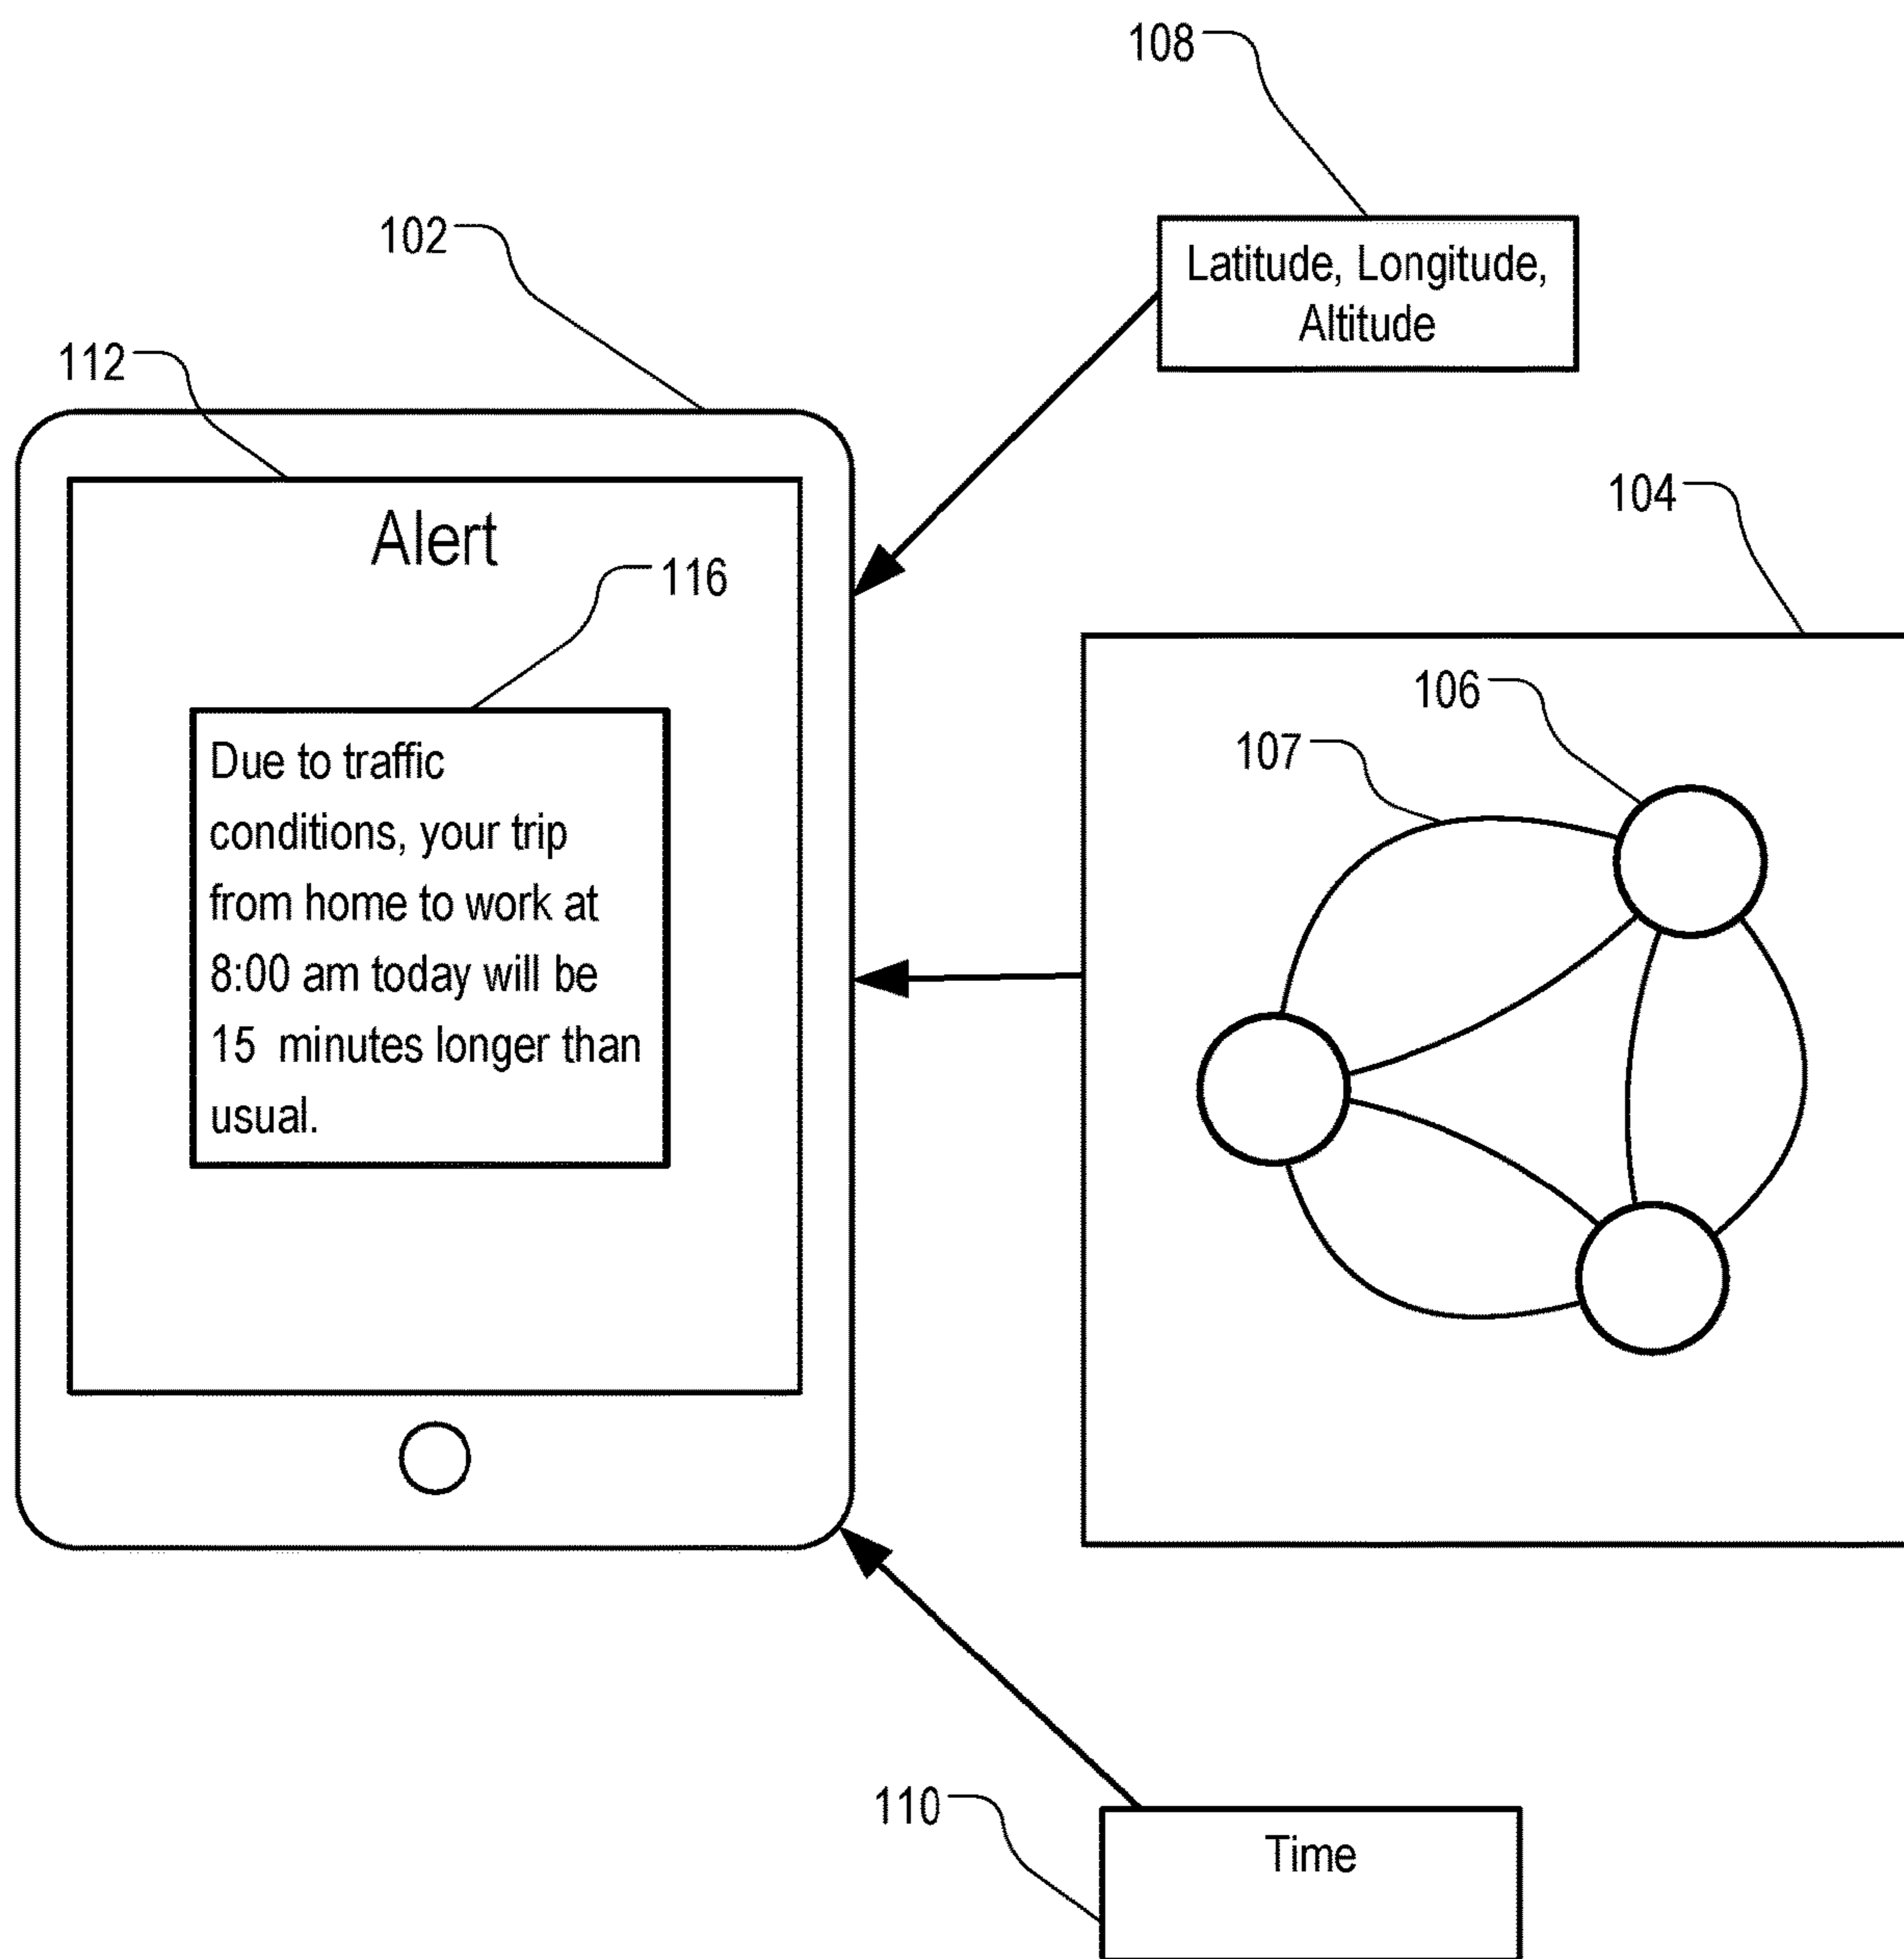 108
102
Latitude, Longitude,
Altitude
112
104
Alert
116
106
107
Due to traffic
conditions, your trip
from home to work at
8:00 am today will be
15 minutes longer than
usual.
110
Time